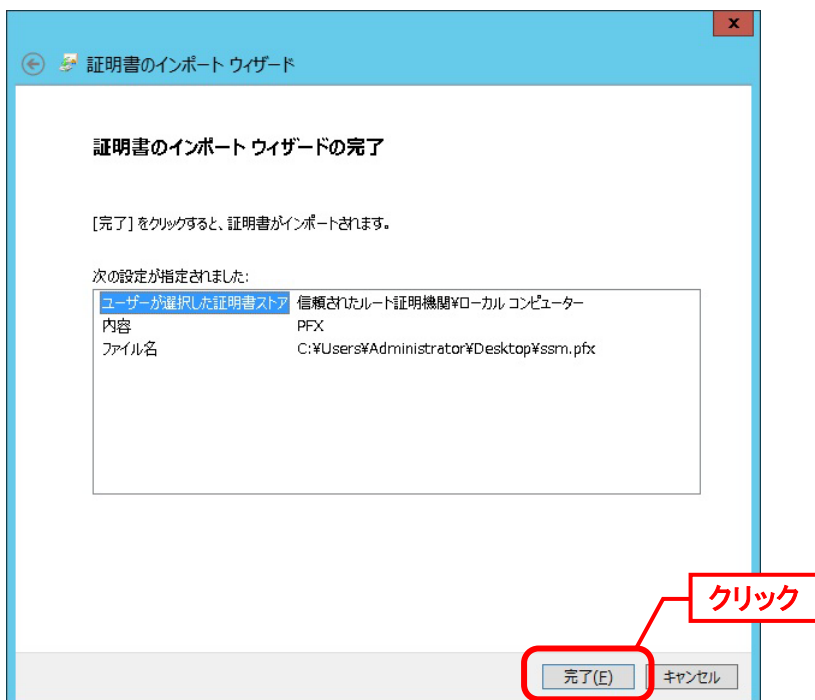 x
証明書のインポート ウィザード
証明書のインポート ウィザードの完了
[完了] をクリックすると、証明書がインポートされます。
次の設定が指定されました:
ユーザーが選択した証明書ストア 信頼されたルート証明機関¥ローカル コンピューター
内容 PFX
ファイル名 C:¥Users¥Administrator¥Desktop¥ssm.pfx
クリック
完了(F) キャンセル